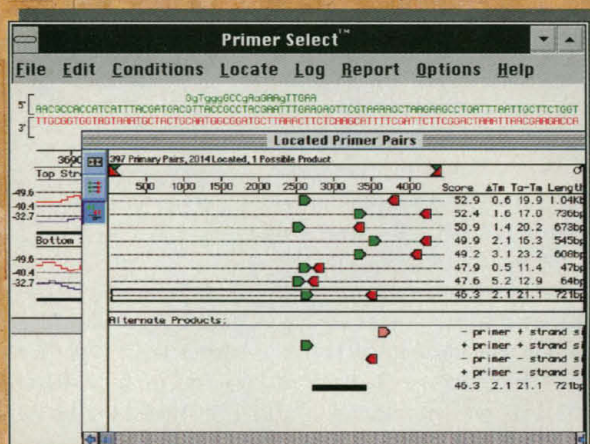 Primer Select™
File Edit Conditions Locate Log Report Options Help
GgTgggGCCgAgGAAgTTGAA
5'
AACGCCACCATCATTTACGATGACGTTACCGCCTACGAATTTGAAGAGTTCGTAAAAGCTAAGAAGCCTGATTTAATTGCTTCTGGT
TTGCGGTGGTAGTAAATGCTACTGCAATGGCGGATGCTTAAACTTCTCAAGCATTTTCGATTCTTCGGACTAAATTAACGAAGACCA
3'
Located Primer Pairs
3690
397 Primary Pairs, 2014 Located, 1 Possible Product
Top Str
500 1000 1500 2000 2500 3000 3500 4000 Score ΔTm Ta-Tm Length
-49.6
-40.4
-32.7
52.9 0.6 19.9 1.04K
52.4 1.6 17.0 736bp
50.9 1.4 20.2 673bp
Bottom
49.9 2.1 16.3 545bp
49.2 3.1 23.2 608bp
-49.6
-40.4
-32.7
47.9 0.5 11.4 47bp
47.6 5.2 12.9 64bp
46.3 2.1 21.1 721bp
Alternate Products:
- primer + strand si
+ primer + strand si
- primer - strand si
+ primer - strand si
46.3 2.1 21.1 721bp